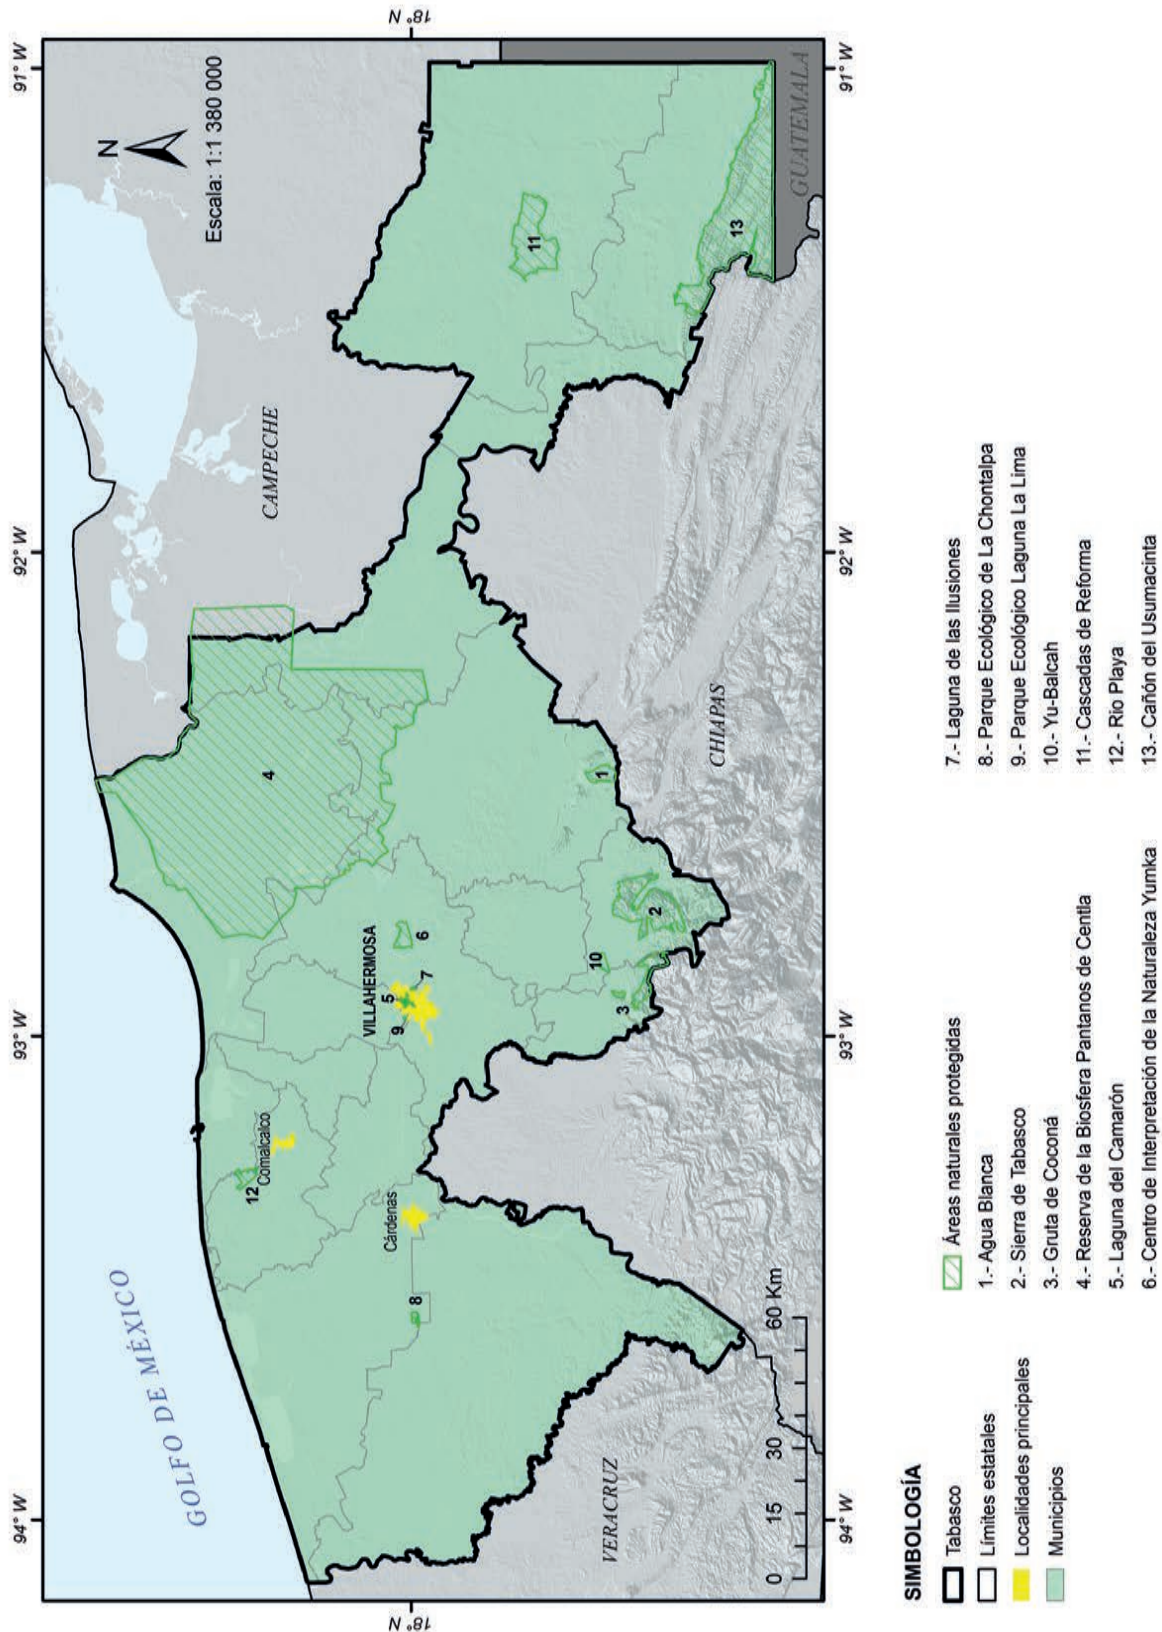 94° W
93° W
92° W
91° W
18° N
18° N
GOLFO DE MÉXICO
N
Escala: 1:1 380 000
CAMPECHE
4
12
Comalcalco
VILLAHERMOSA
Cárdenas
9
5
7
6
8
11
10
3
2
1
13
VERACRUZ
CHIAPAS
GUATEMALA
0 15 30 60 Km
94° W
93° W
92° W
91° W
SIMBOLOGÍA
Tabasco
Límites estatales
Localidades principales
Municipios
Áreas naturales protegidas
1.- Agua Blanca
2.- Sierra de Tabasco
3.- Gruta de Coconá
4.- Reserva de la Biosfera Pantanos de Centla
5.- Laguna del Camarón
6.- Centro de Interpretación de la Naturaleza Yumka
7.- Laguna de las Ilusiones
8.- Parque Ecológico de La Chontalpa
9.- Parque Ecológico Laguna La Lima
10.- Yu-Balcah
11.- Cascadas de Reforma
12.- Río Playa
13.- Cañón del Usumacinta